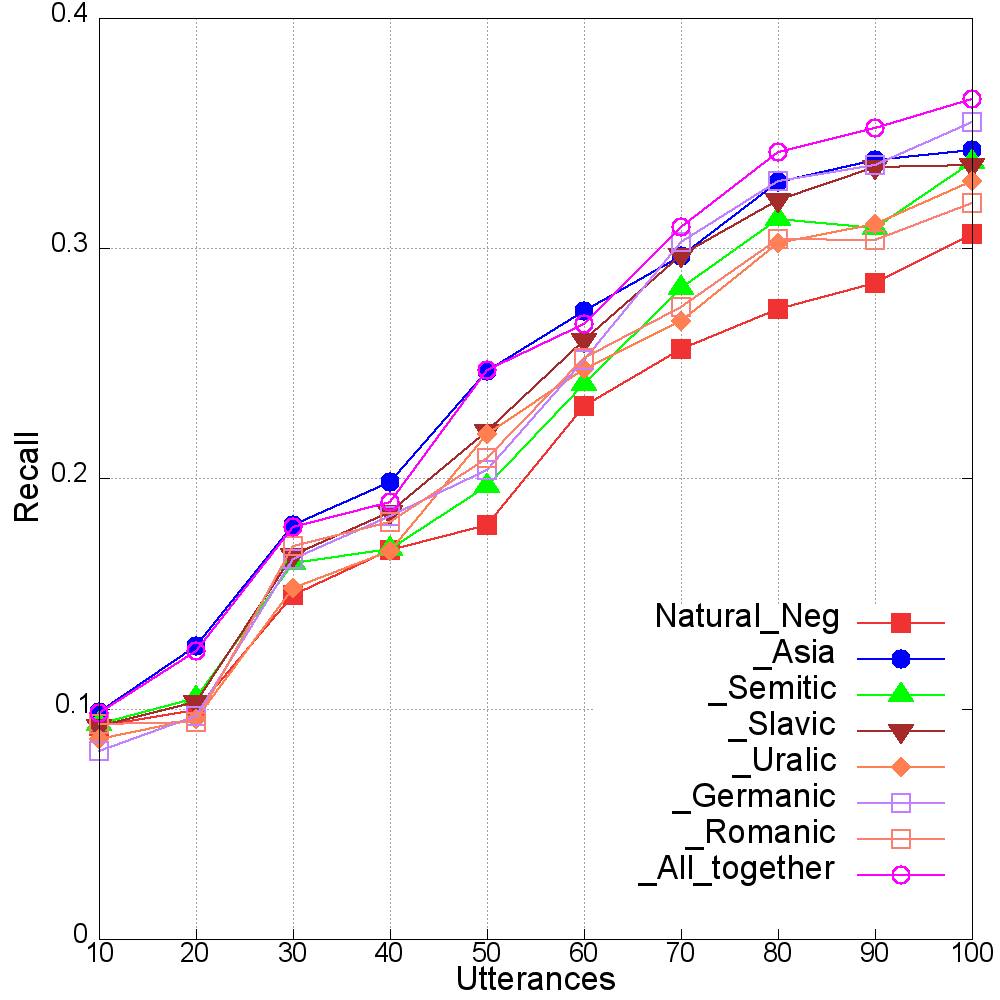 0.4
0.3
0.2
0.1
0
Recall
10 20 30 40 50 60 70 80 90 100
Utterances
Natural_Neg
_Asia
_Semitic
_Slavic
_Uralic
_Germanic
_Romanic
_All_together